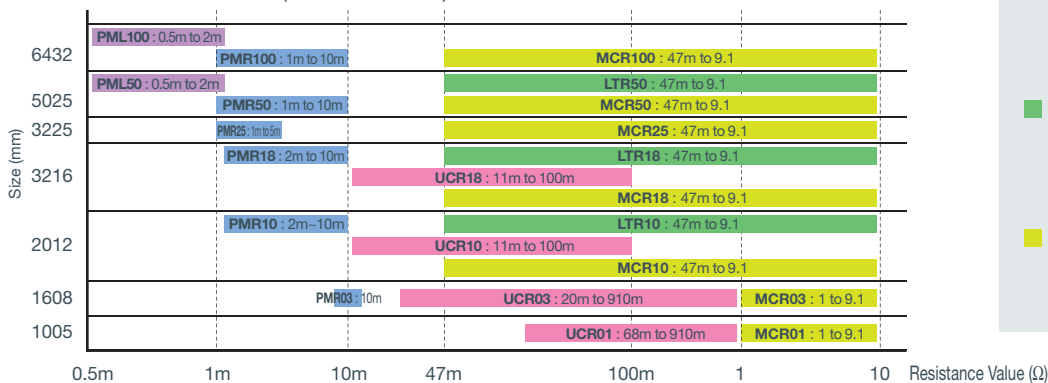 PML100 : 0.5m to 2m
6432
PMR100 : 1m to 10m
MCR100 : 47m to 9.1
PML50 : 0.5m to 2m
LTR50 : 47m to 9.1
5025
PMR50 : 1m to 10m
MCR50 : 47m to 9.1
3225
PMR25 : 1m to 5m
MCR25 : 47m to 9.1
PMR18 : 2m to 10m
LTR18 : 47m to 9.1
3216
UCR18 : 11m to 100m
MCR18 : 47m to 9.1
PMR10 : 2m~10m
LTR10 : 47m to 9.1
2012
UCR10 : 11m to 100m
MCR10 : 47m to 9.1
1608
PMR03 : 10m
UCR03 : 20m to 910m
MCR03 : 1 to 9.1
1005
UCR01 : 68m to 910m
MCR01 : 1 to 9.1
Size (mm)
0.5m 1m 10m 47m 100m 1 10 Resistance Value (Ω)